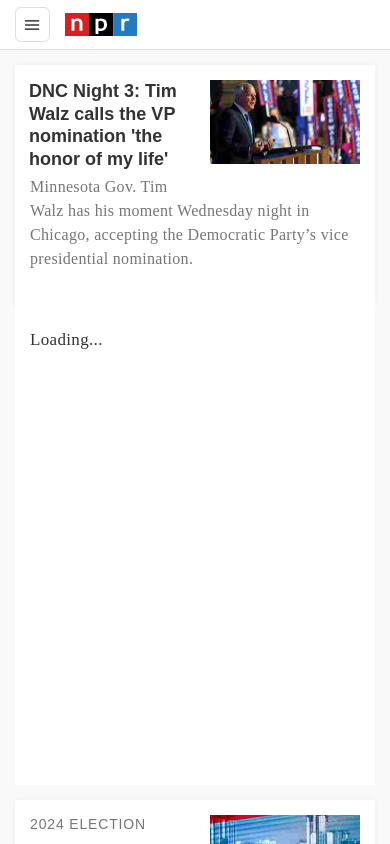 npr
DNC Night 3: Tim
Walz calls the VP
nomination 'the
honor of my life'
Minnesota Gov. Tim
Walz has his moment Wednesday night in
Chicago, accepting the Democratic Party’s vice
presidential nomination.
Loading...
2024 ELECTION